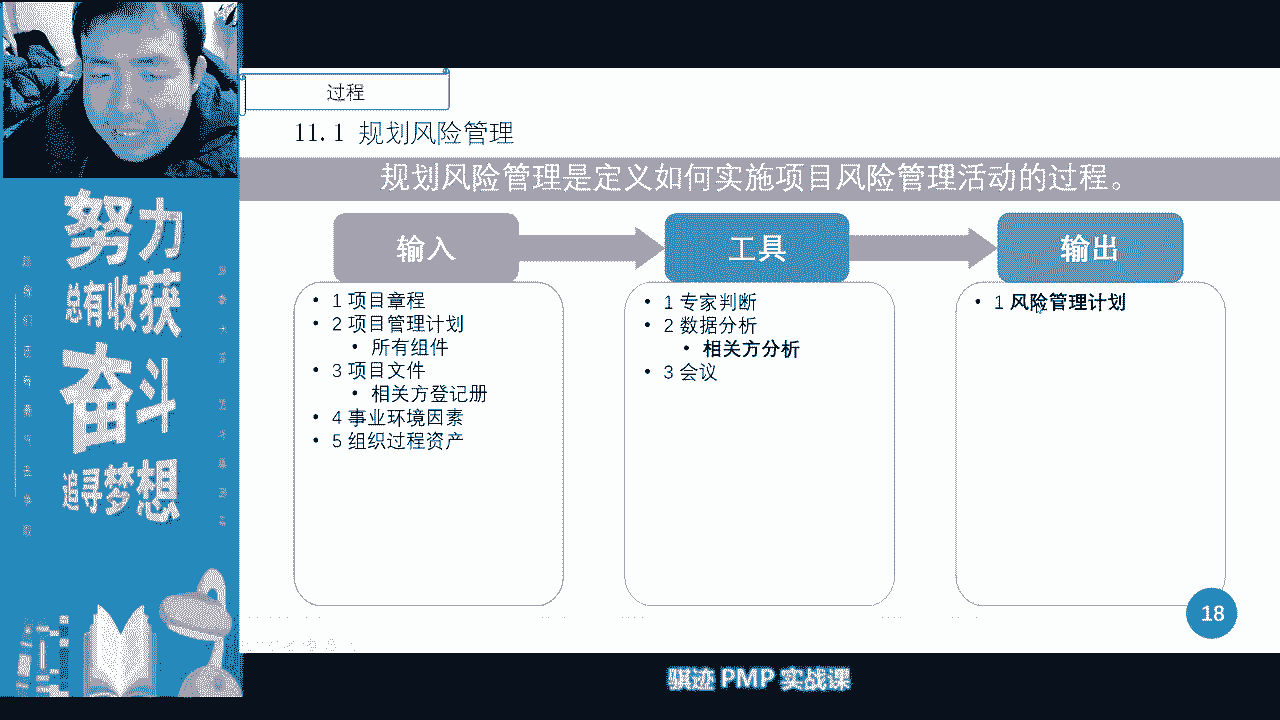 过程
11.1 规划风险管理
规划风险管理是定义如何实施项目风险管理活动的过程。
输入
• 1 项目章程
• 2 项目管理计划
• 所有组件
• 3 项目文件
• 相关方登记册
• 4 事业环境因素
• 5 组织过程资产
工具
• 1 专家判断
• 2 数据分析
• 相关方分析
• 3 会议
输出
• 1 风险管理计划
18
努力
总有收获
奋斗
追寻梦想
骐迹 PMP 实战课